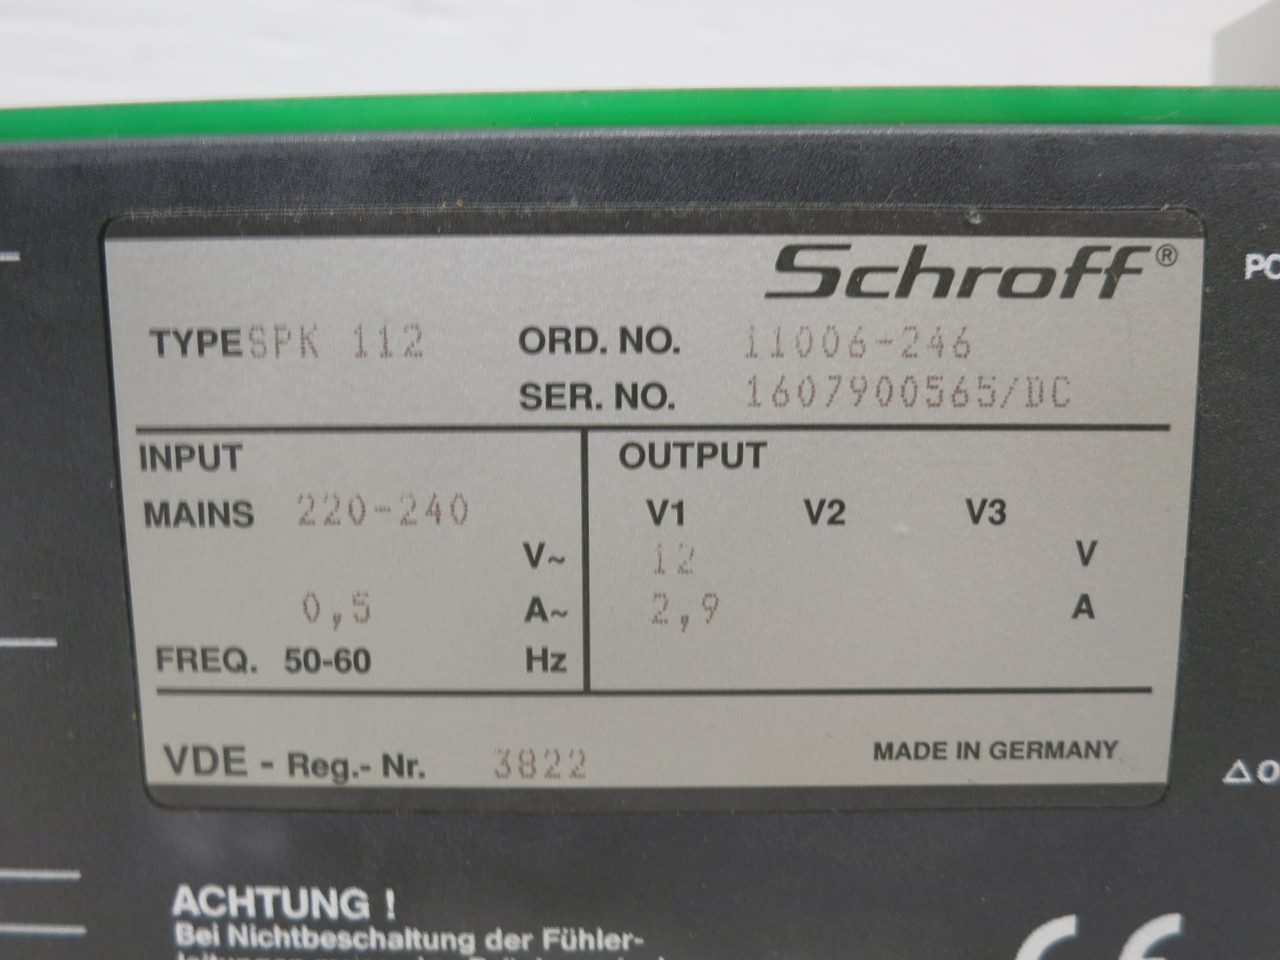 Schroff®
TYPE SPK 112 ORD. NO. 11006-246
SER. NO. 1607900565/DC
INPUT OUTPUT
MAINS 220-240 V1 V2 V3
V~ 12 V
0,5 A~ 2,9 A
FREQ. 50-60 Hz
VDE - Reg.- Nr. 3822 MADE IN GERMANY
ACHTUNG !
Bei Nichtbeschaltung der Fühler-
CE